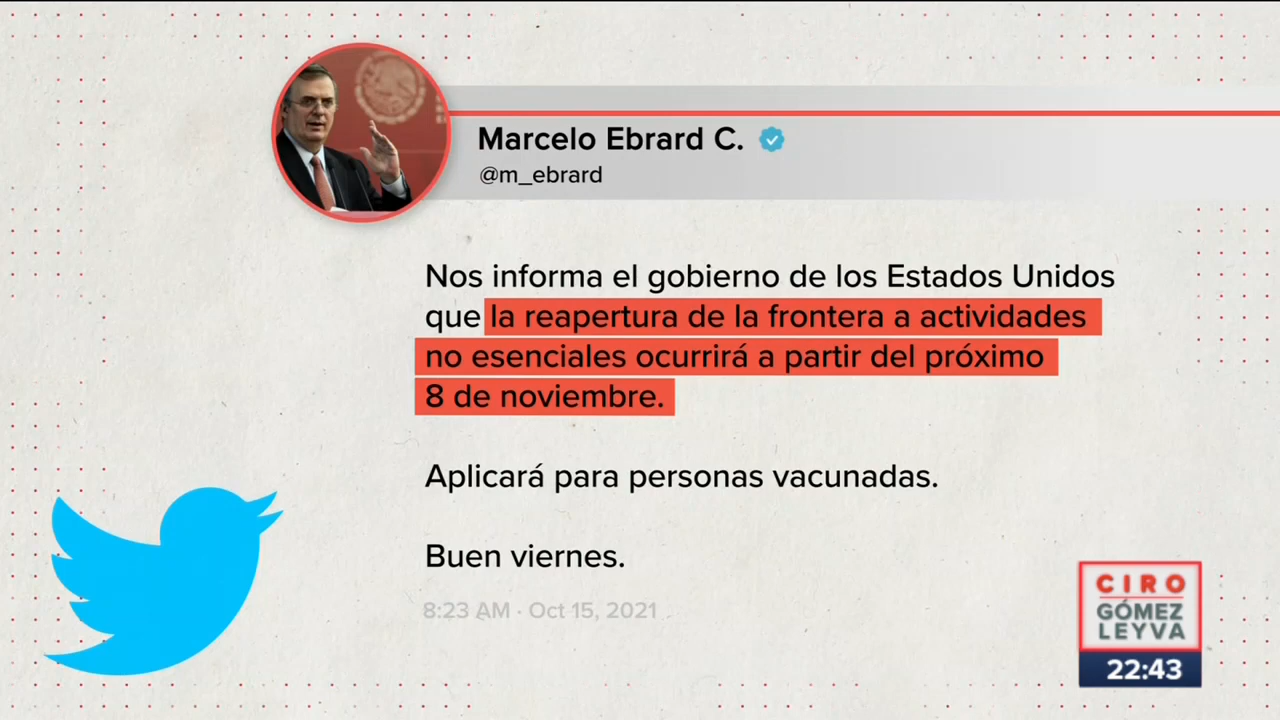 Marcelo Ebrard C.
@m_ebrard
Nos informa el gobierno de los Estados Unidos
que la reapertura de la frontera a actividades
no esenciales ocurrirá a partir del próximo
8 de noviembre.
Aplicará para personas vacunadas.
Buen viernes.
8:23 AM · Oct 15, 2021
CIRO
GÓMEZ
LEYVA
22:43